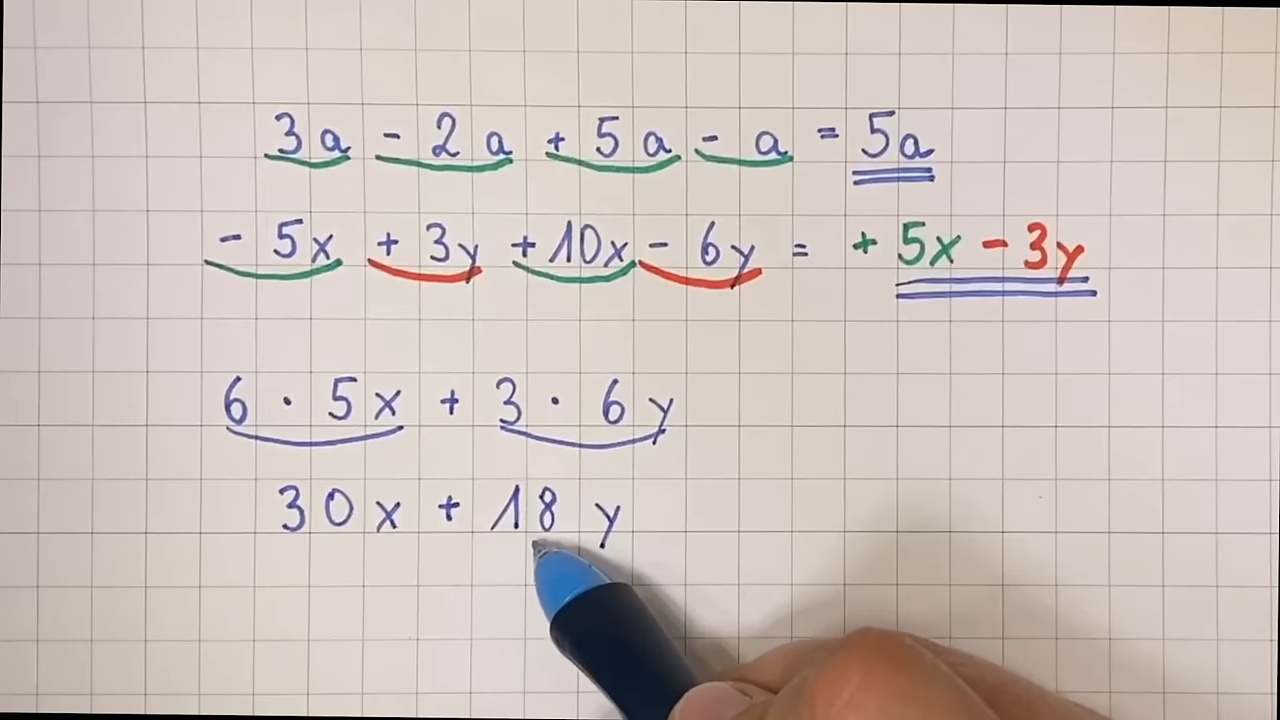 3a - 2a + 5a - a = 5a
- 5x + 3y + 10x - 6y = + 5x - 3y
6 · 5x + 3 · 6y
30x + 18y